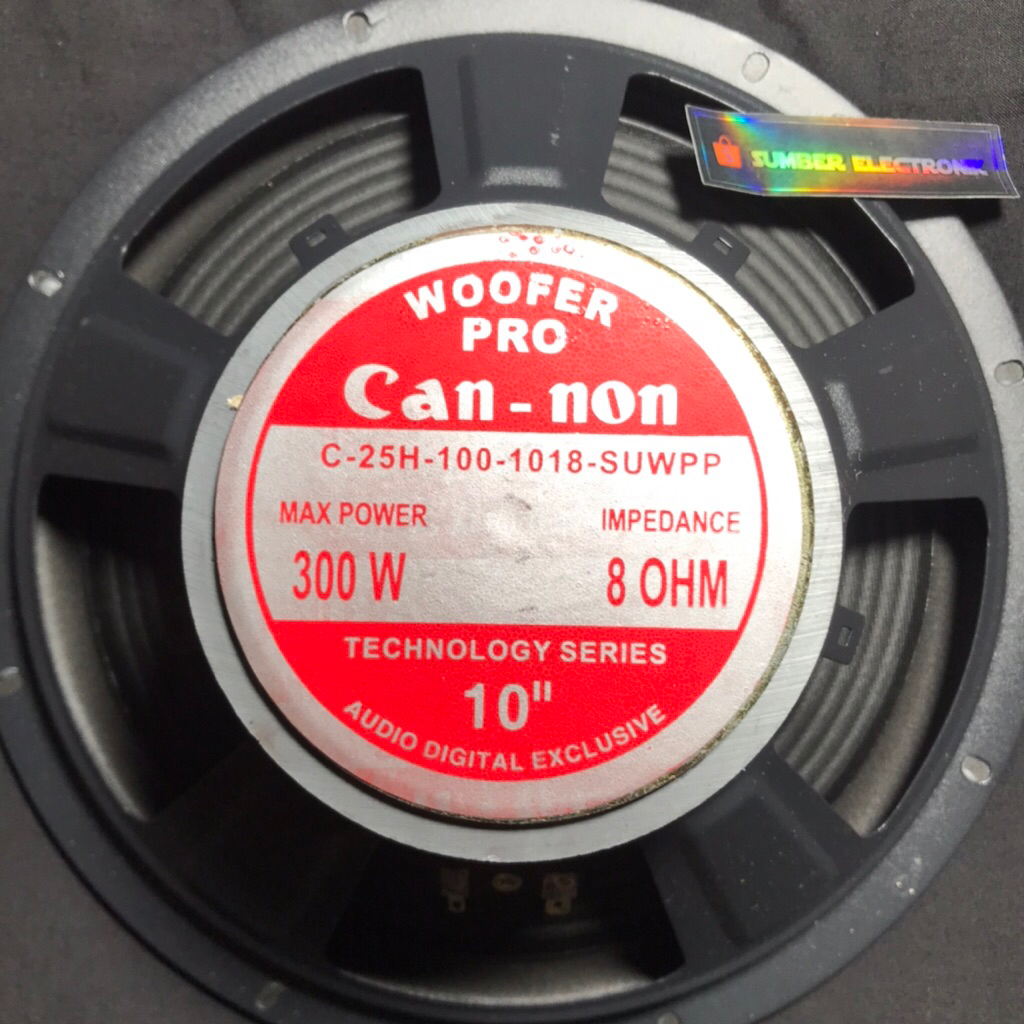 SUMBER ELECTRONIK
WOOFER
PRO
Can-non
C-25H-100-1018-SUWPP
MAX POWER
IMPEDANCE
300 W
8 OHM
TECHNOLOGY SERIES
10"
AUDIO DIGITAL EXCLUSIVE